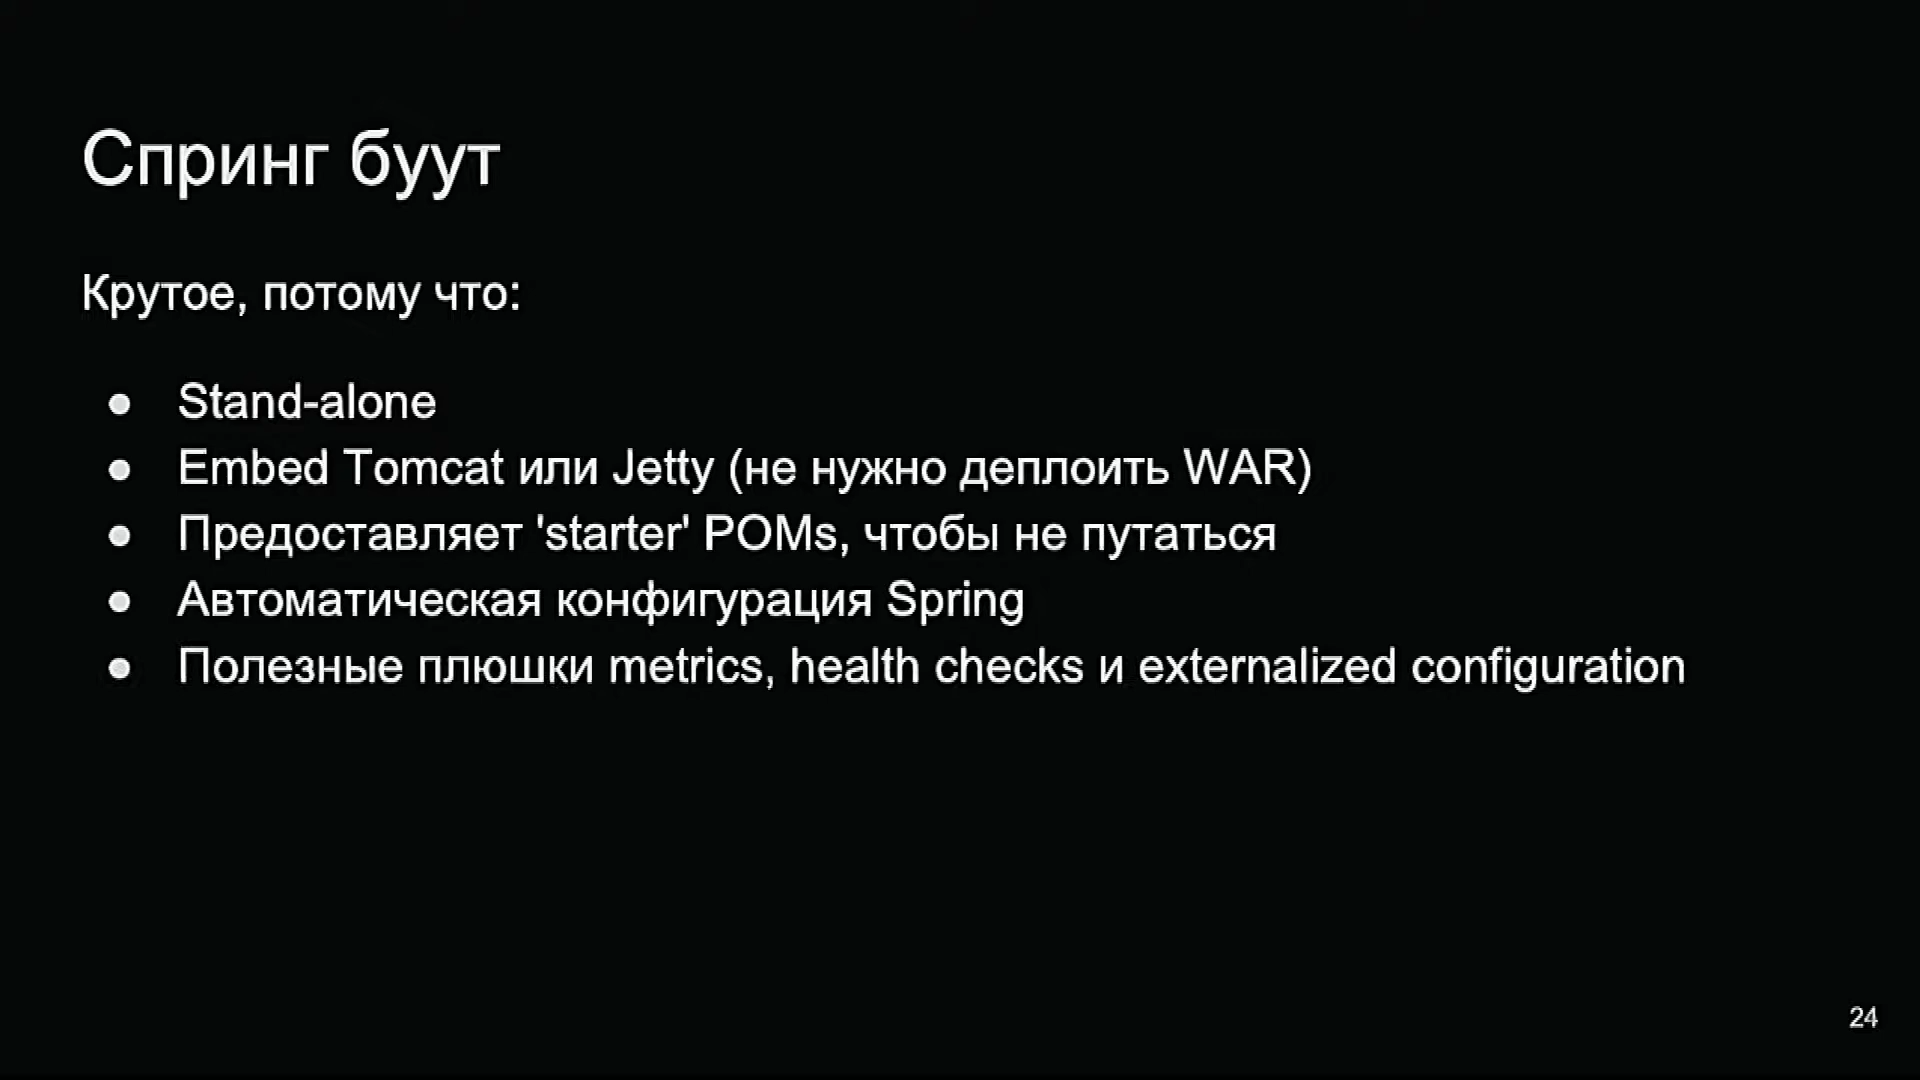 Спринг буут
Крутое, потому что:
● Stand-alone
● Embed Tomcat или Jetty (не нужно деплоить WAR)
● Предоставляет 'starter' POMs, чтобы не путаться
● Автоматическая конфигурация Spring
● Полезные плюшки metrics, health checks и externalized configuration
24